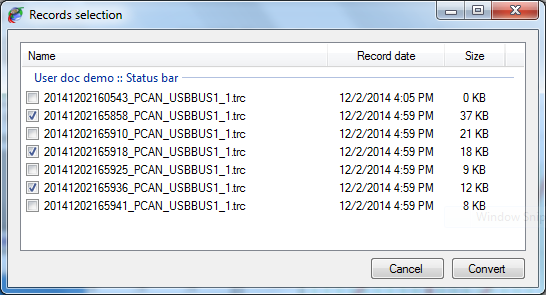 Records selection
Name Record date Size
User doc demo :: Status bar
20141202160543_PCAN_USBBUS1_1.trc 12/2/2014 4:05 PM 0 KB
20141202165858_PCAN_USBBUS1_1.trc 12/2/2014 4:59 PM 37 KB
20141202165910_PCAN_USBBUS1_1.trc 12/2/2014 4:59 PM 21 KB
20141202165918_PCAN_USBBUS1_1.trc 12/2/2014 4:59 PM 18 KB
20141202165925_PCAN_USBBUS1_1.trc 12/2/2014 4:59 PM 9 KB
20141202165936_PCAN_USBBUS1_1.trc 12/2/2014 4:59 PM 12 KB
20141202165941_PCAN_USBBUS1_1.trc 12/2/2014 4:59 PM 8 KB
Window Snip
Cancel Convert